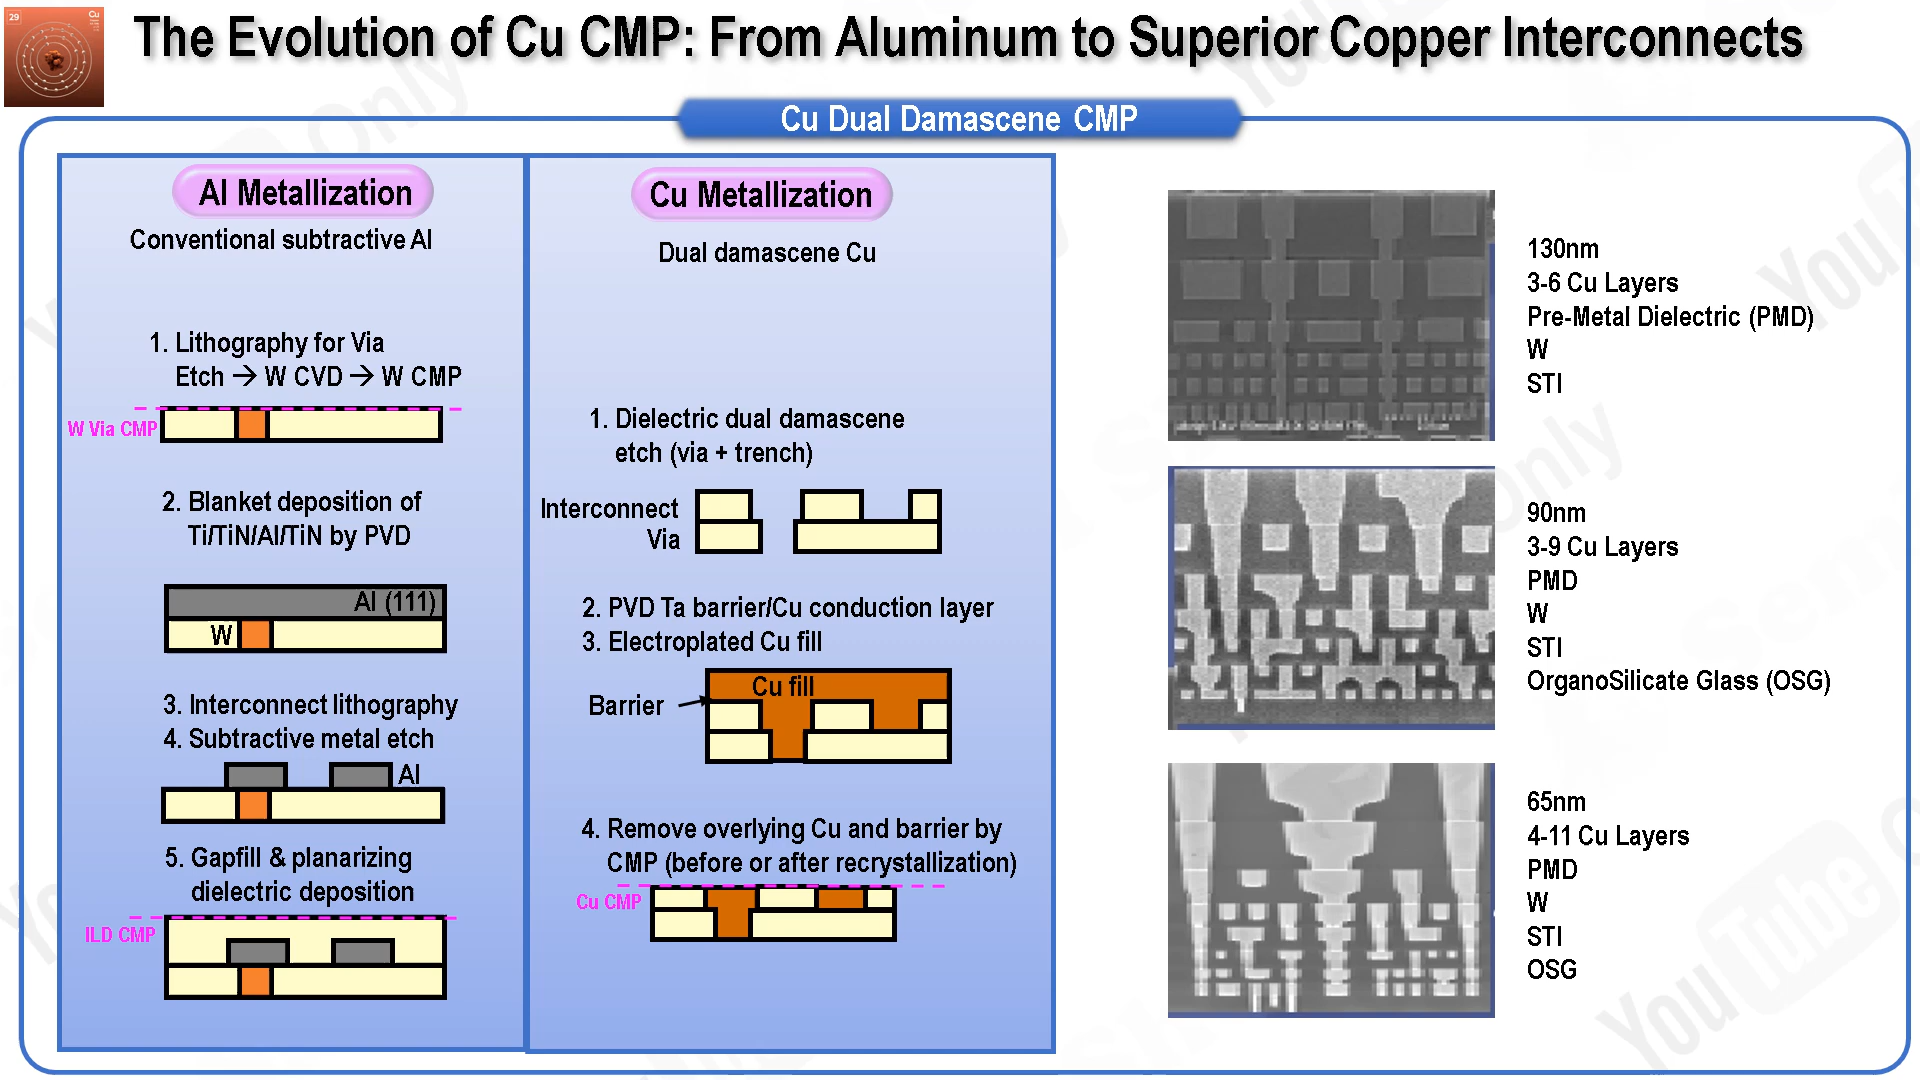 29
Cu
The Evolution of Cu CMP: From Aluminum to Superior Copper Interconnects
Cu Dual Damascene CMP
Al Metallization
Conventional subtractive Al
1. Lithography for Via
Etch → W CVD → W CMP
W Via CMP
2. Blanket deposition of
Ti/TiN/Al/TiN by PVD
Al (111)
W
3. Interconnect lithography
4. Subtractive metal etch
Al
5. Gapfill & planarizing
dielectric deposition
ILD CMP
Cu Metallization
Dual damascene Cu
1. Dielectric dual damascene
etch (via + trench)
Interconnect
Via
2. PVD Ta barrier/Cu conduction layer
3. Electroplated Cu fill
Cu fill
Barrier
4. Remove overlying Cu and barrier by
CMP (before or after recrystallization)
Cu CMP
130nm
3-6 Cu Layers
Pre-Metal Dielectric (PMD)
W
STI
90nm
3-9 Cu Layers
PMD
W
STI
OrganoSilicate Glass (OSG)
65nm
4-11 Cu Layers
PMD
W
STI
OSG
YouTube Only